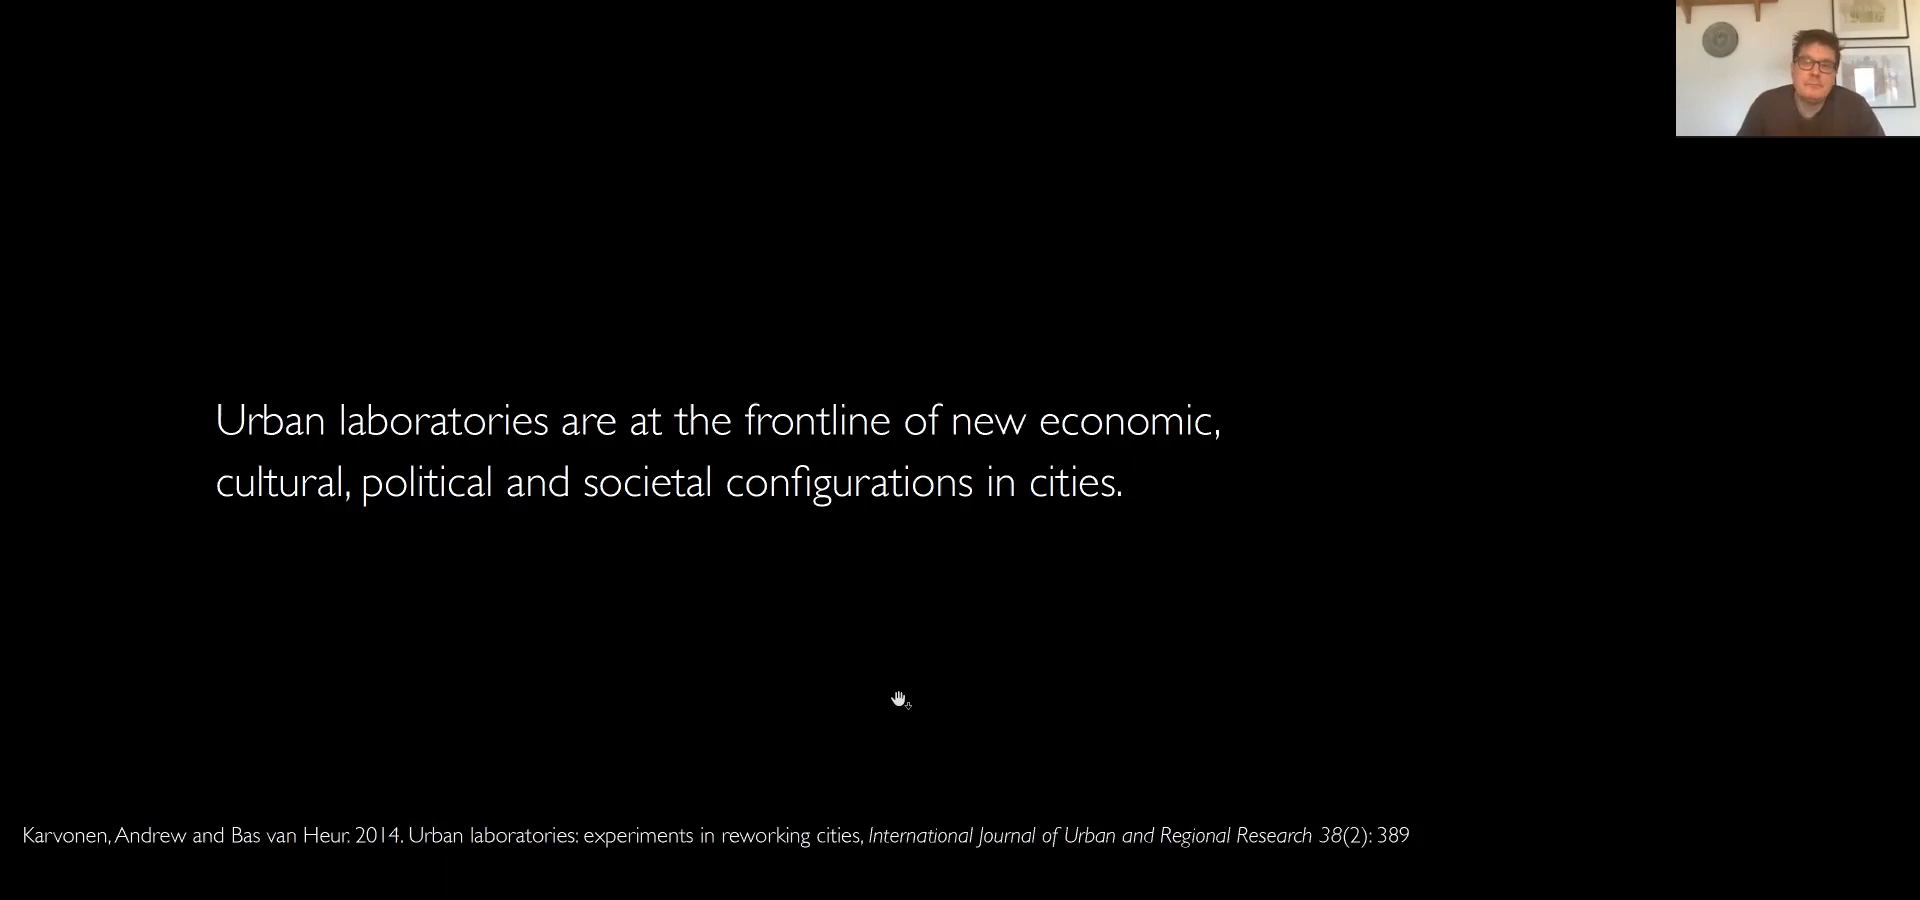 Urban laboratories are at the frontline of new economic,
cultural, political and societal configurations in cities.
Karvonen, Andrew and Bas van Heur. 2014. Urban laboratories: experiments in reworking cities, International Journal of Urban and Regional Research 38(2): 389